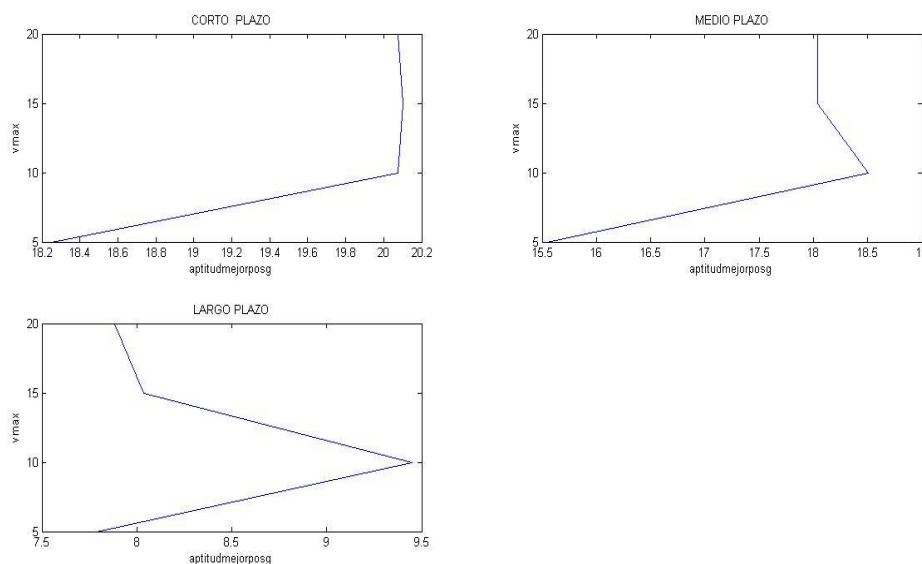 CORTO PLAZO
20
15
10
5
vmax
18.2 18.4 18.6 18.8 19 19.2 19.4 19.6 19.8 20 20.2
aptitudmejorposg
MEDIO PLAZO
20
15
10
5
vmax
15.5 16 16.5 17 17.5 18 18.5
aptitudmejorposg
LARGO PLAZO
20
15
10
5
vmax
7.5 8 8.5 9 9.5
aptitudmejorposg